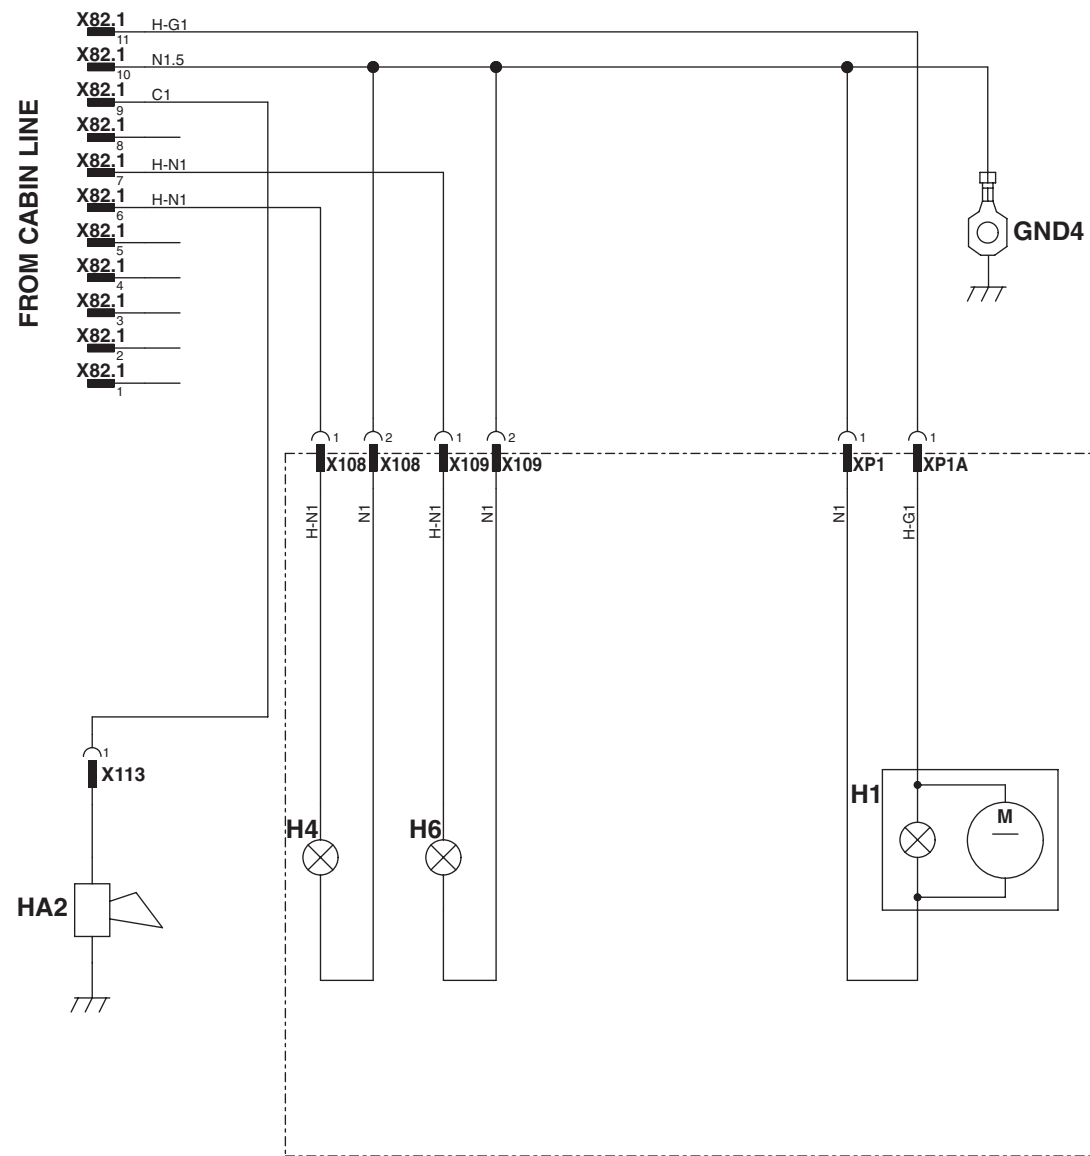 FROM CABIN LINE
X82.1 H-G1
11
X82.1 N1.5
10
X82.1 C1
9
X82.1
8
X82.1 H-N1
7
X82.1 H-N1
6
X82.1
5
X82.1
4
X82.1
3
X82.1
2
X82.1
1
GND4
1 2 1 2 1 1
X108 X108 X109 X109 XP1 XP1A
H-N1 N1 H-N1 N1 N1 H-G1
1
X113
H1
M
H4 H6
HA2